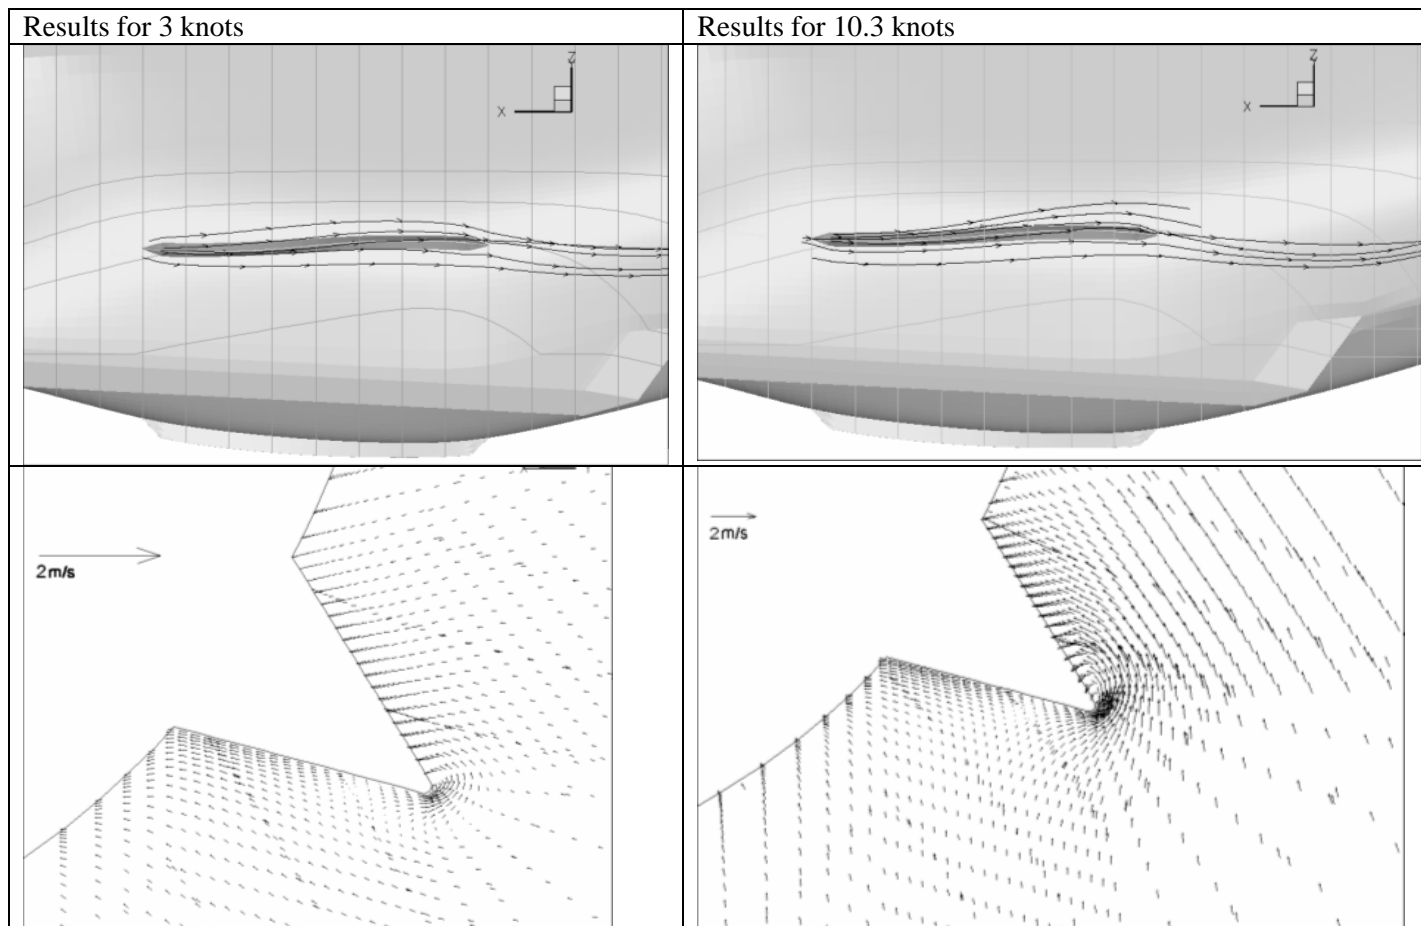 Results for 3 knots
Results for 10.3 knots
Z
X
Z
X
2m/s
2m/s